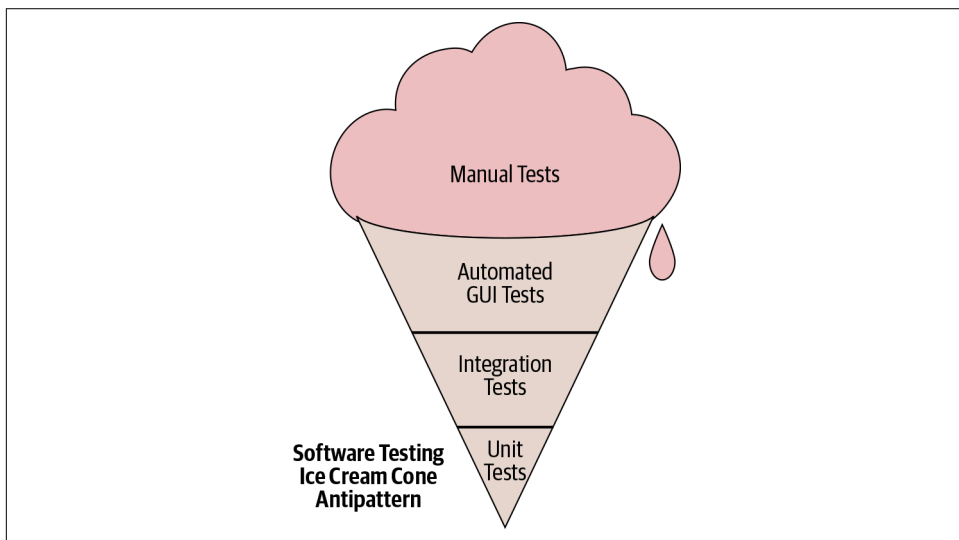 Manual Tests
Automated
GUI Tests
Integration
Tests
Unit
Tests
Software Testing
Ice Cream Cone
Antipattern